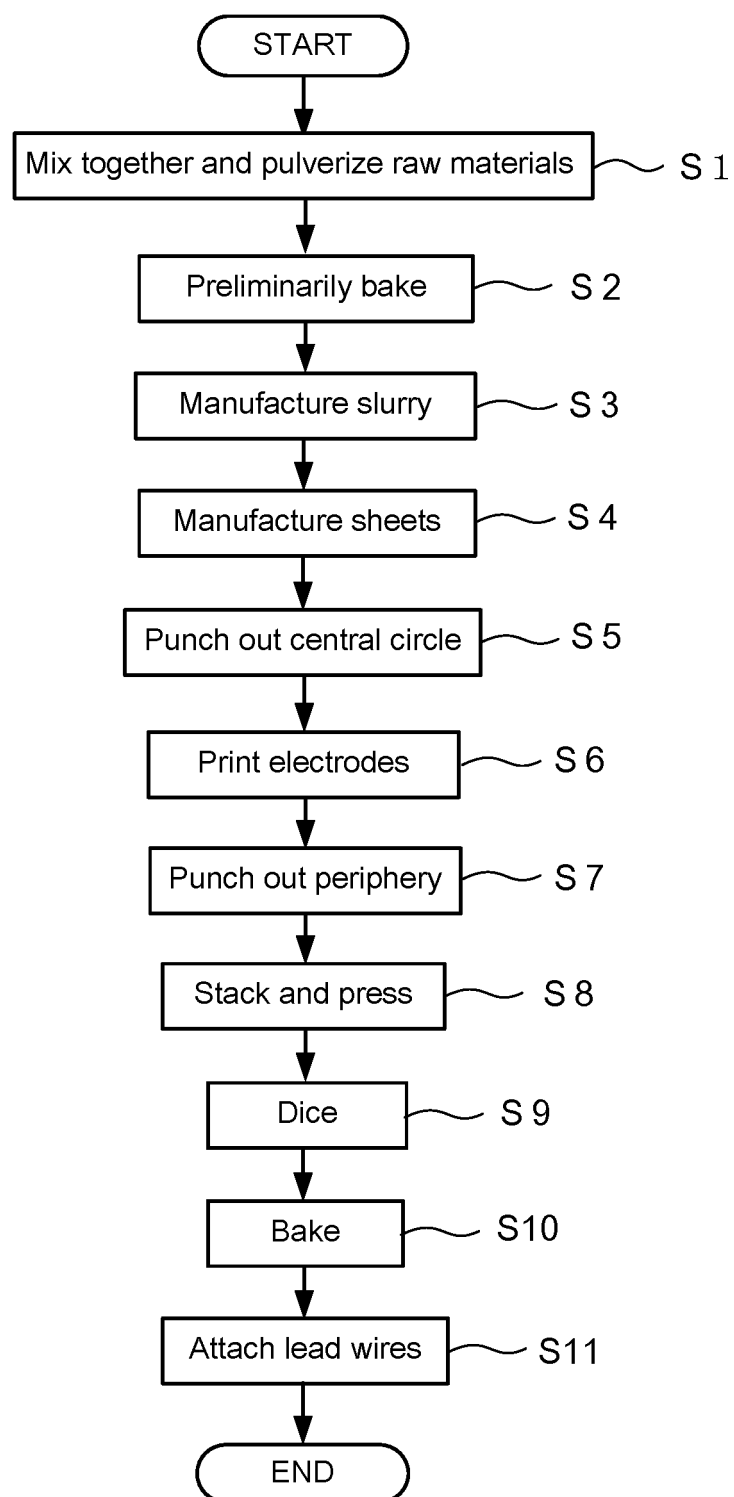 START
Mix together and pulverize raw materials
S 1
Preliminarily bake
S 2
Manufacture slurry
S 3
Manufacture sheets
S 4
Punch out central circle
S 5
Print electrodes
S 6
Punch out periphery
S 7
Stack and press
S 8
Dice
S 9
Bake
S10
Attach lead wires
S11
END